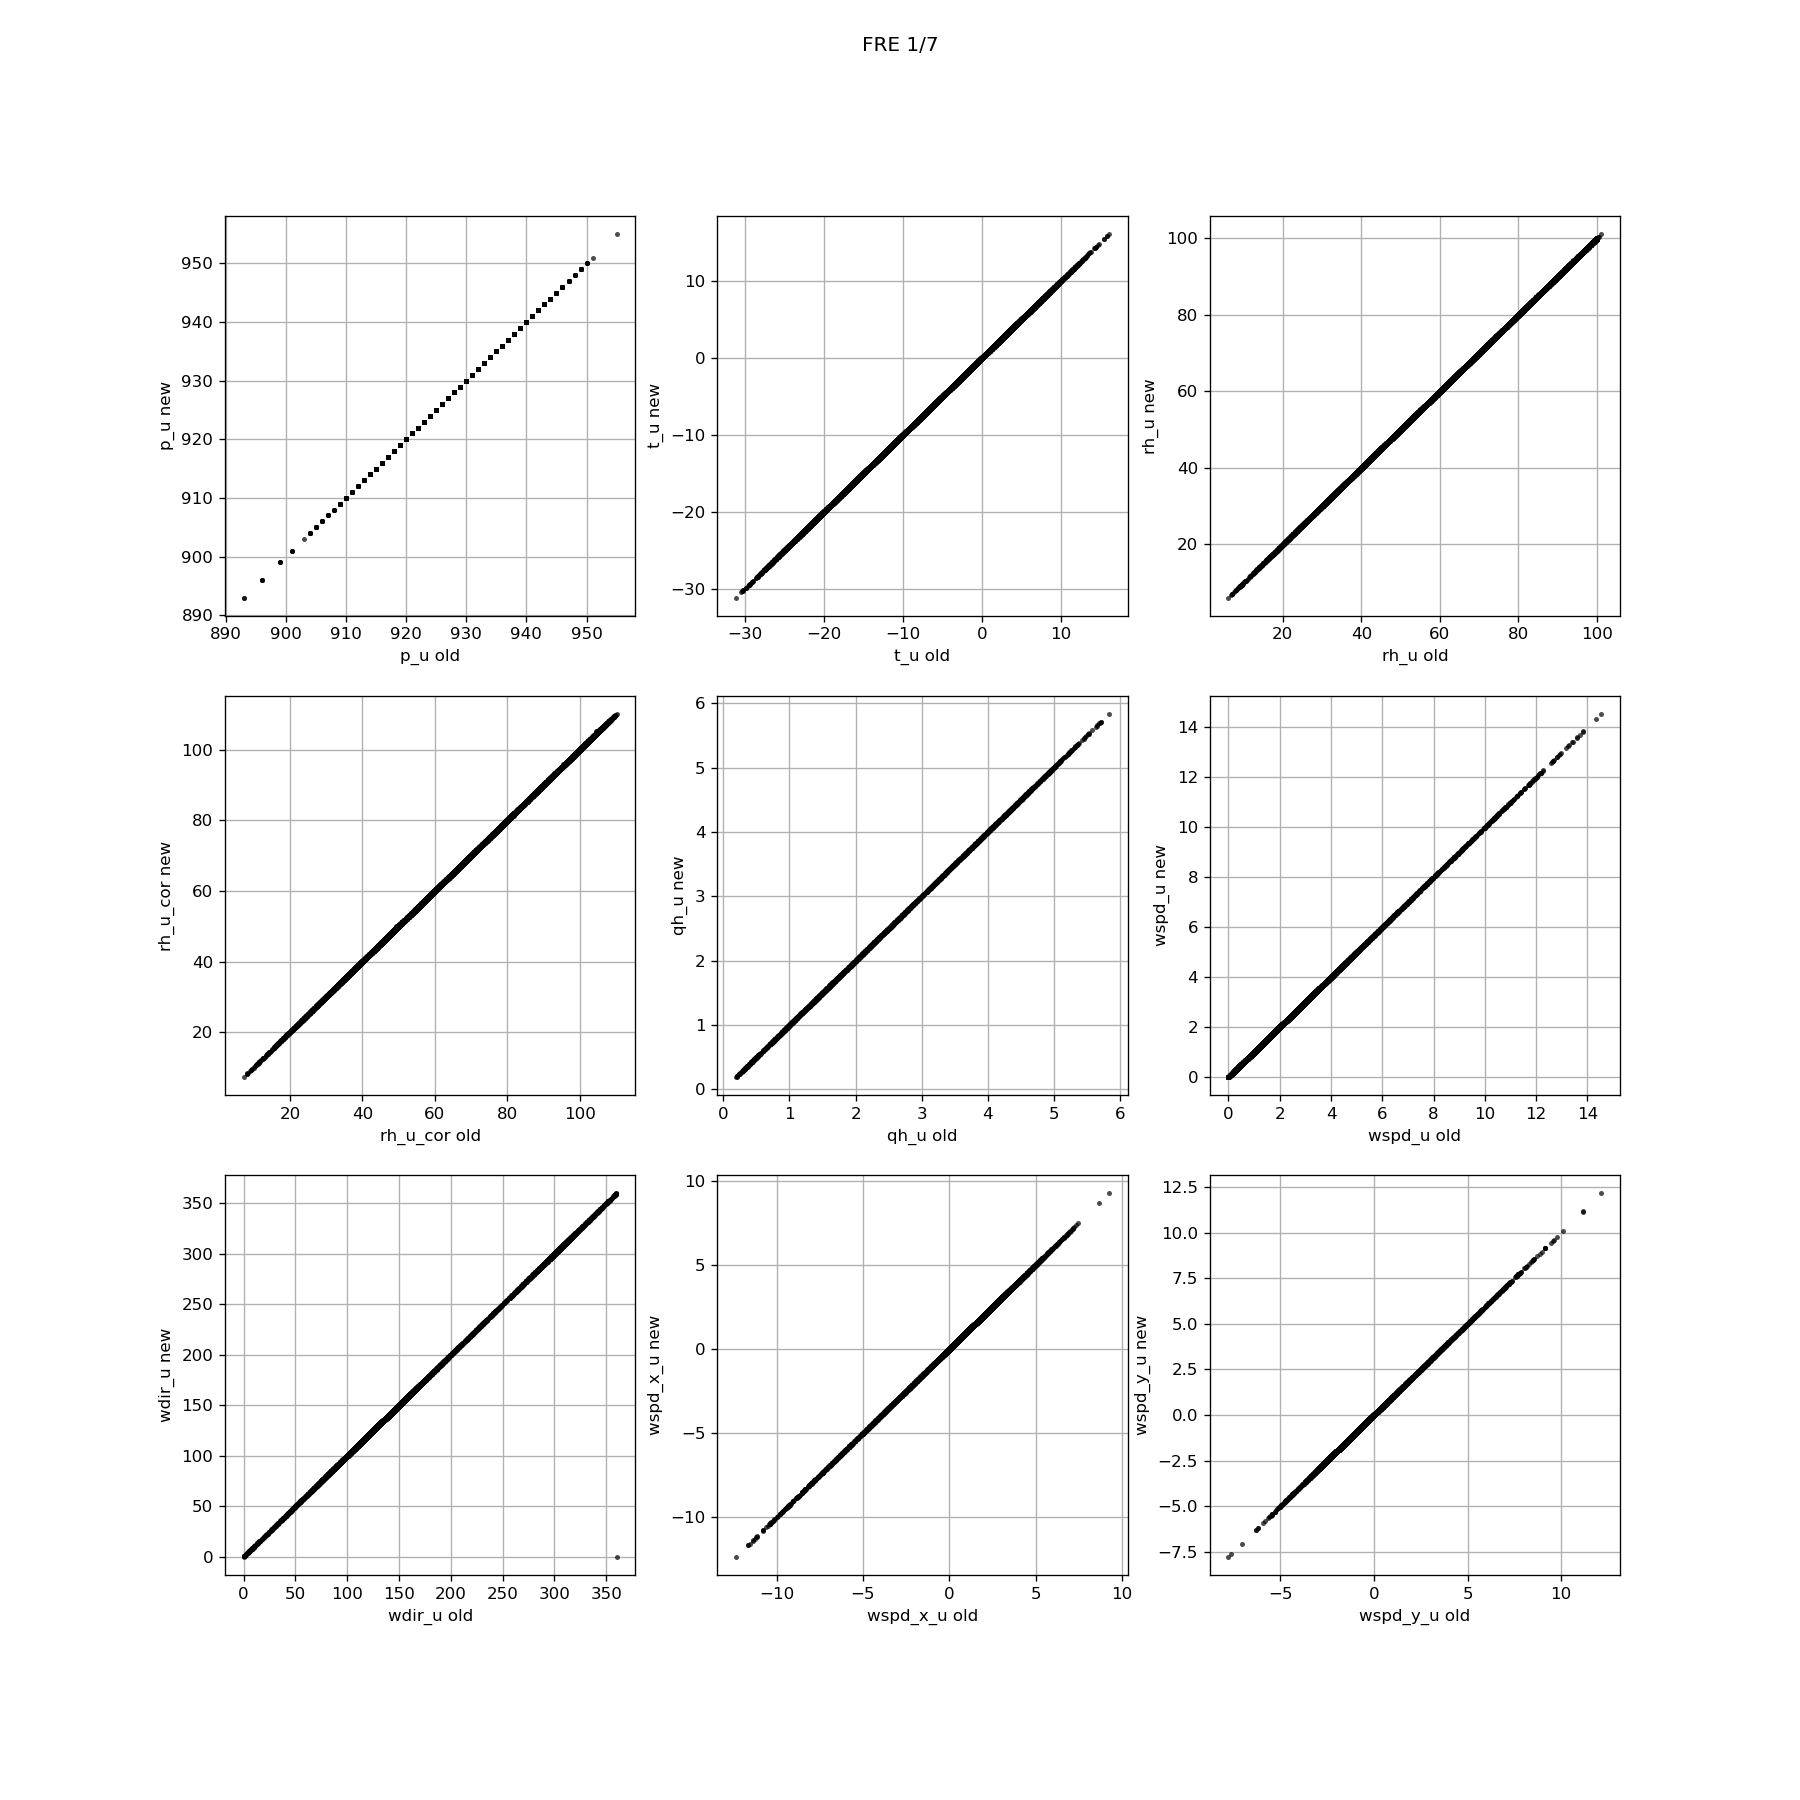 FRE 1/7
950
940
930
920
910
900
890
p_u new
890 900 910 920 930 940 950
p_u old
10
0
−10
−20
−30
t_u new
−30 −20 −10 0 10
t_u old
100
80
60
40
20
rh_u new
20 40 60 80 100
rh_u old
100
80
60
40
20
rh_u_cor new
20 40 60 80 100
rh_u_cor old
6
5
4
3
2
1
0
qh_u new
0 1 2 3 4 5 6
qh_u old
14
12
10
8
6
4
2
0
wspd_u new
0 2 4 6 8 10 12 14
wspd_u old
350
300
250
200
150
100
50
0
wdir_u new
0 50 100 150 200 250 300 350
wdir_u old
10
5
0
−5
−10
wspd_x_u new
−10 −5 0 5 10
wspd_x_u old
12.5
10.0
7.5
5.0
2.5
0.0
−2.5
−5.0
−7.5
wspd_y_u new
−5 0 5 10
wspd_y_u old